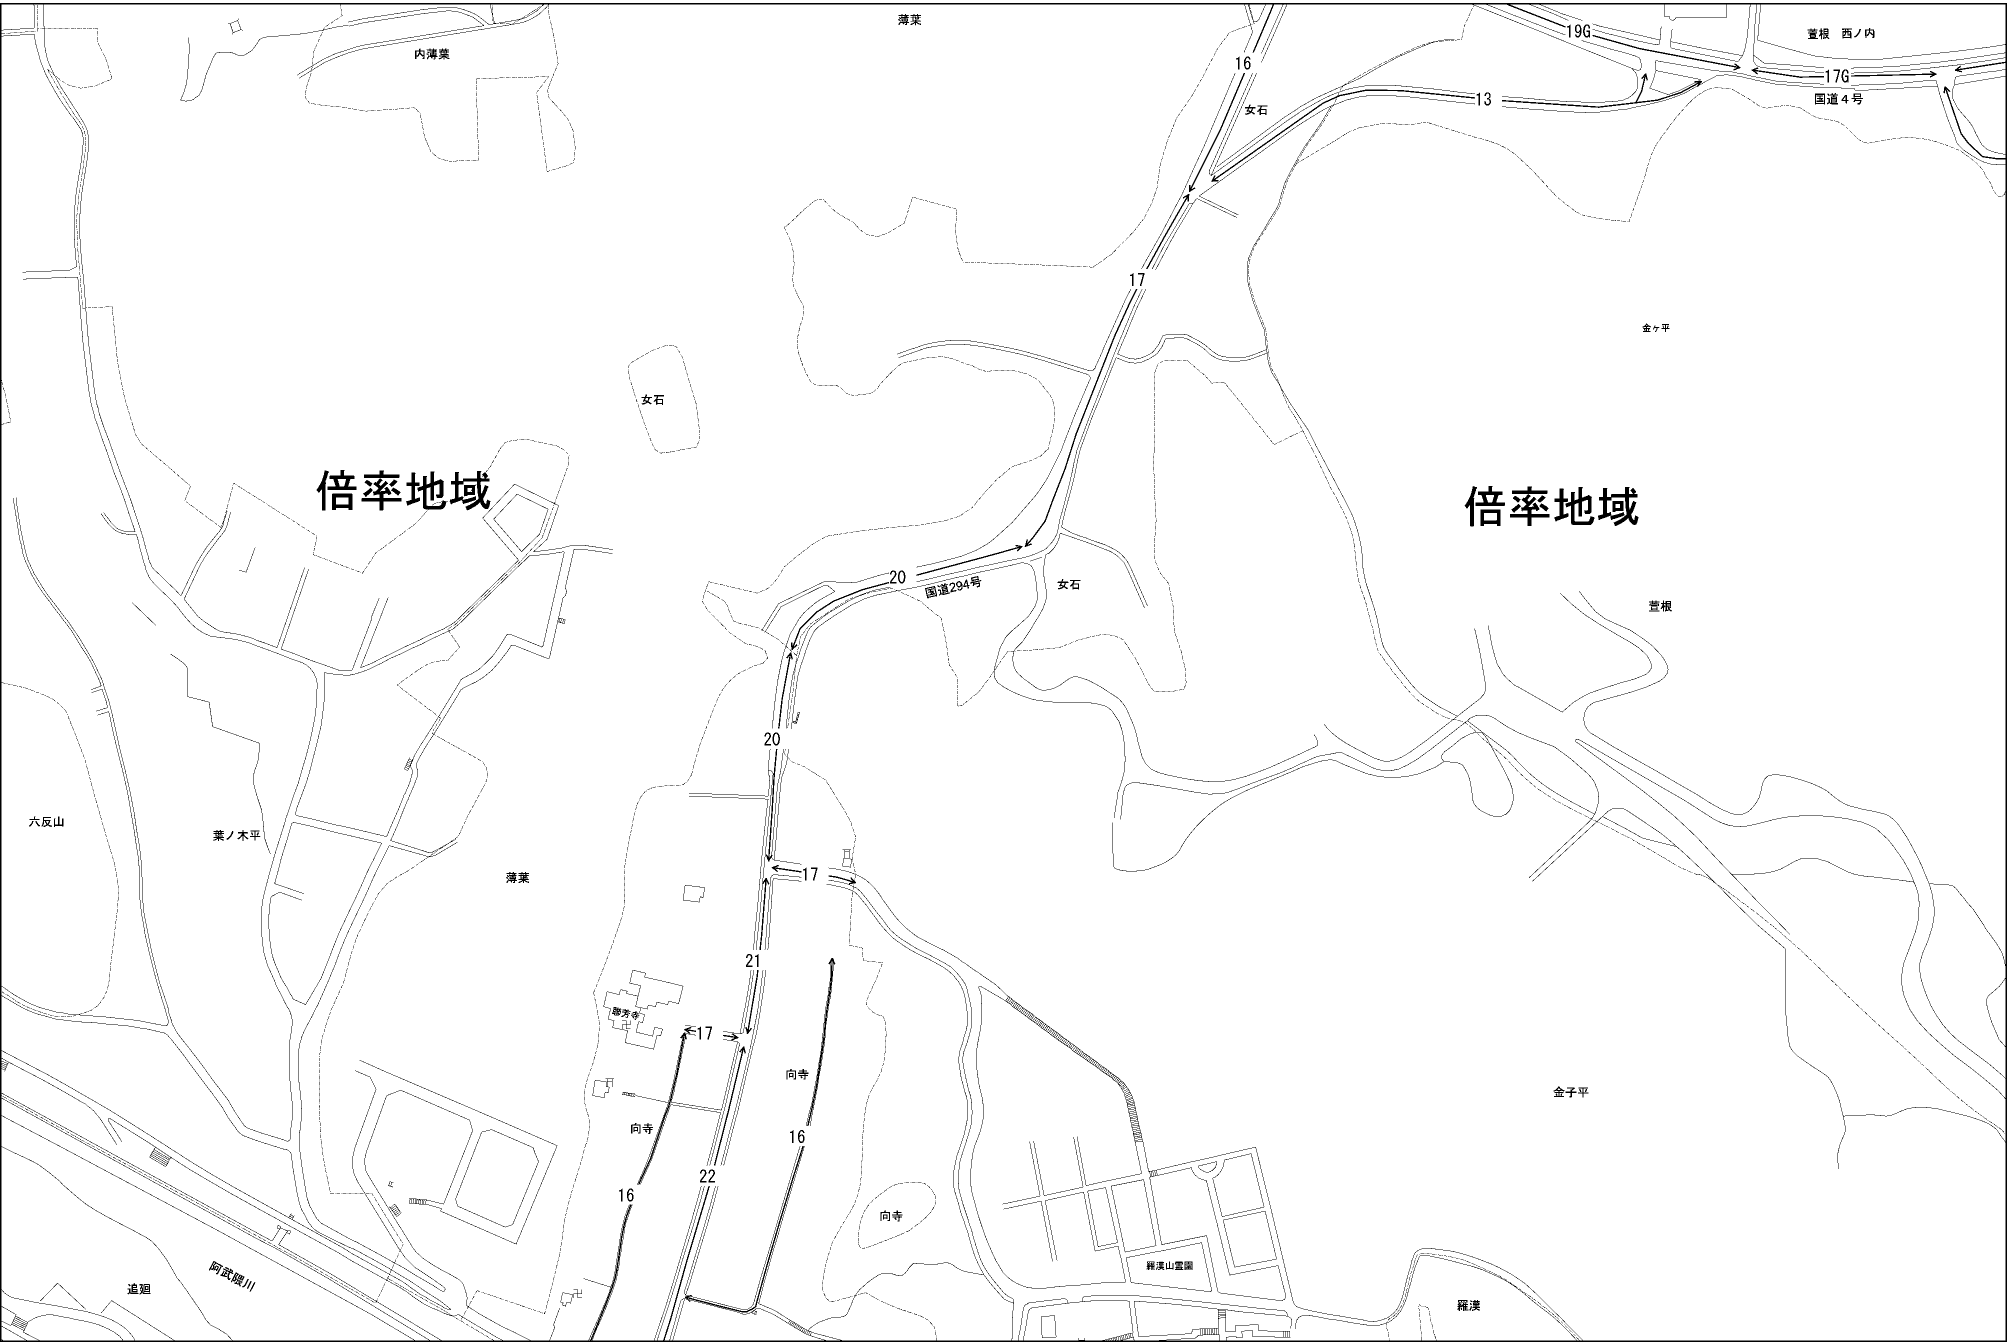 薄葉
19G
萱根　西ノ内
内薄葉
16
17G
13
国道４号
女石
17
金ヶ平
女石
倍率地域
倍率地域
20
国道294号
女石
萱根
20
六反山
葉ノ木平
17
薄葉
21
聯芳寺
17
向寺
金子平
向寺
16
22
16
向寺
羅漢山霊園
阿武隈川
追廻
羅漢